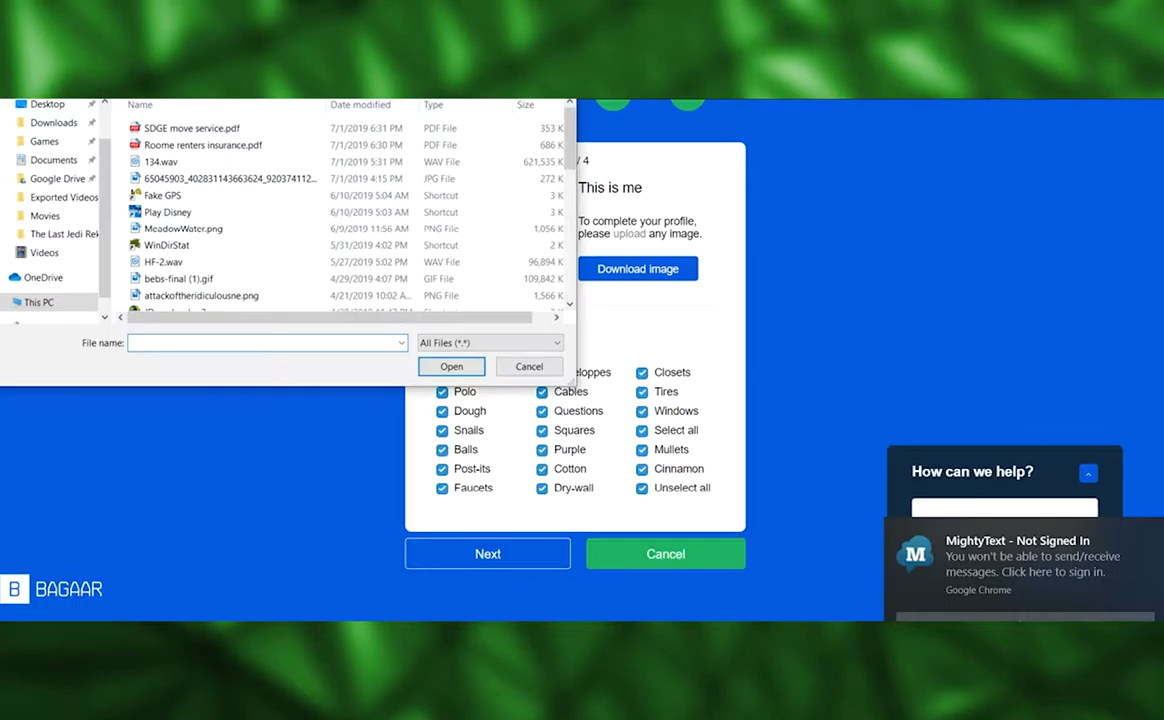 Desktop
Downloads
Games
Documents
Google Drive
Exported Videos
Movies
The Last Jedi Rek
Videos
OneDrive
This PC
Name Date modified Type Size
SDGE move service.pdf 7/1/2019 6:31 PM PDF File 353 K
Roome renters insurance.pdf 7/1/2019 6:30 PM PDF File 686 K
134.wav 7/1/2019 5:31 PM WAV File 621,535 K
65045903_402831143663624_920374112... 7/1/2019 4:15 PM JPG File 272 K
Fake GPS 6/10/2019 5:04 AM Shortcut 3 K
Play Disney 6/10/2019 5:03 AM Shortcut 3 K
MeadowWater.png 6/9/2019 11:56 AM PNG File 1,056 K
WinDirStat 5/31/2019 4:02 PM Shortcut 2 K
HF-2.wav 5/27/2019 5:02 PM WAV File 96,894 K
bebs-final (1).gif 4/29/2019 4:07 PM GIF File 109,842 K
attackoftheridiculousne.png 4/21/2019 10:02 A... PNG File 1,566 K
File name: All Files (*.*)
Open Cancel
/ 4
This is me
To complete your profile,
please upload any image.
Download image
eloppes Closets
Polo Cables Tires
Dough Questions Windows
Snails Squares Select all
Balls Purple Mullets
Post-its Cotton Cinnamon
Faucets Dry-wall Unselect all
Next Cancel
How can we help?
M MightyText - Not Signed In
You won't be able to send/receive
messages. Click here to sign in.
Google Chrome
B BAGAAR